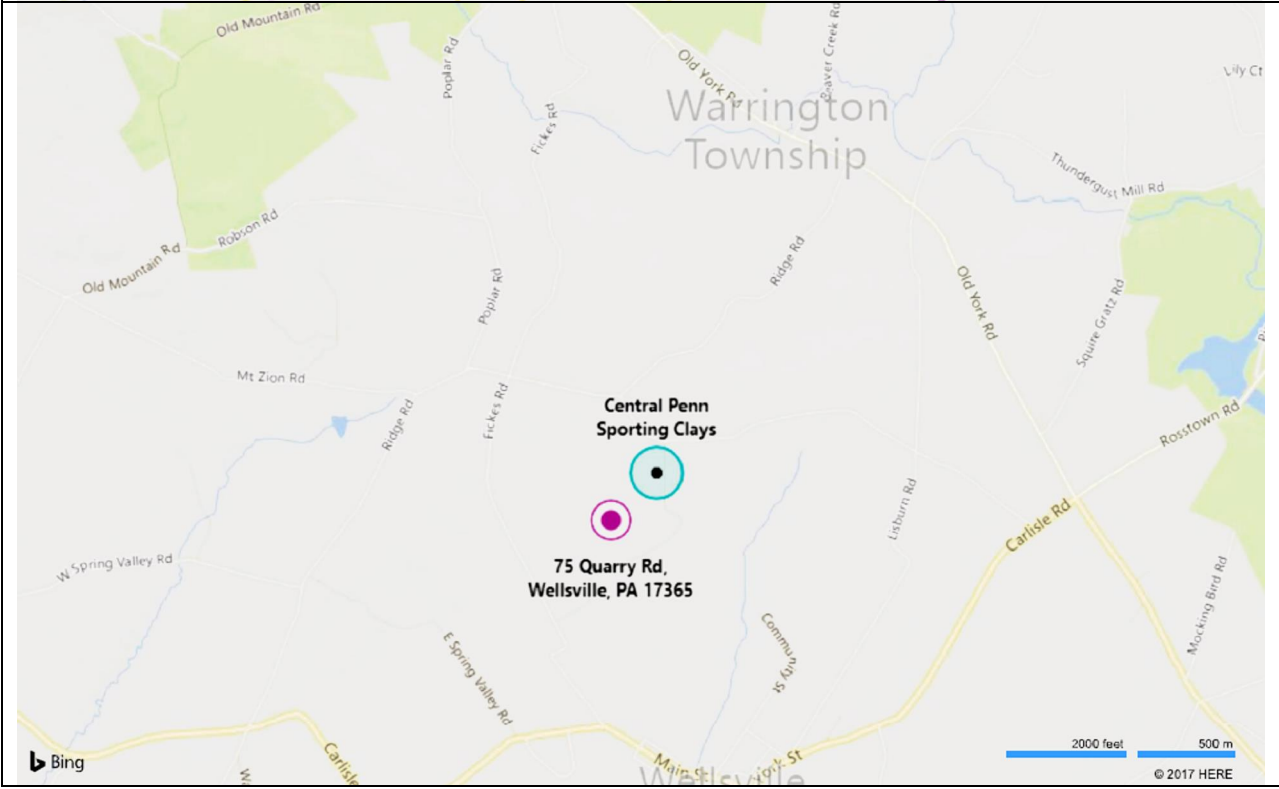 Old Mountain Rd
Poplar Rd
Old York Rd
Beaver Creek Rd
Lily Ct
Fickes Rd
Warrington
Township
Thundergust Mill Rd
Robson Rd
Old Mountain Rd
Ridge Rd
Poplar Rd
Old York Rd
Squire Gratz Rd
Mt Zion Rd
Ridge Rd
Fickes Rd
Central Penn
Sporting Clays
Rosstown Rd
Lisburn Rd
Carlisle Rd
W Spring Valley Rd
75 Quarry Rd,
Wellsville, PA 17365
Mocking Bird Rd
Community St
E Spring Valley Rd
Carlisle
Main St
York St
Wellsville
Bing
2000 feet
500 m
© 2017 HERE